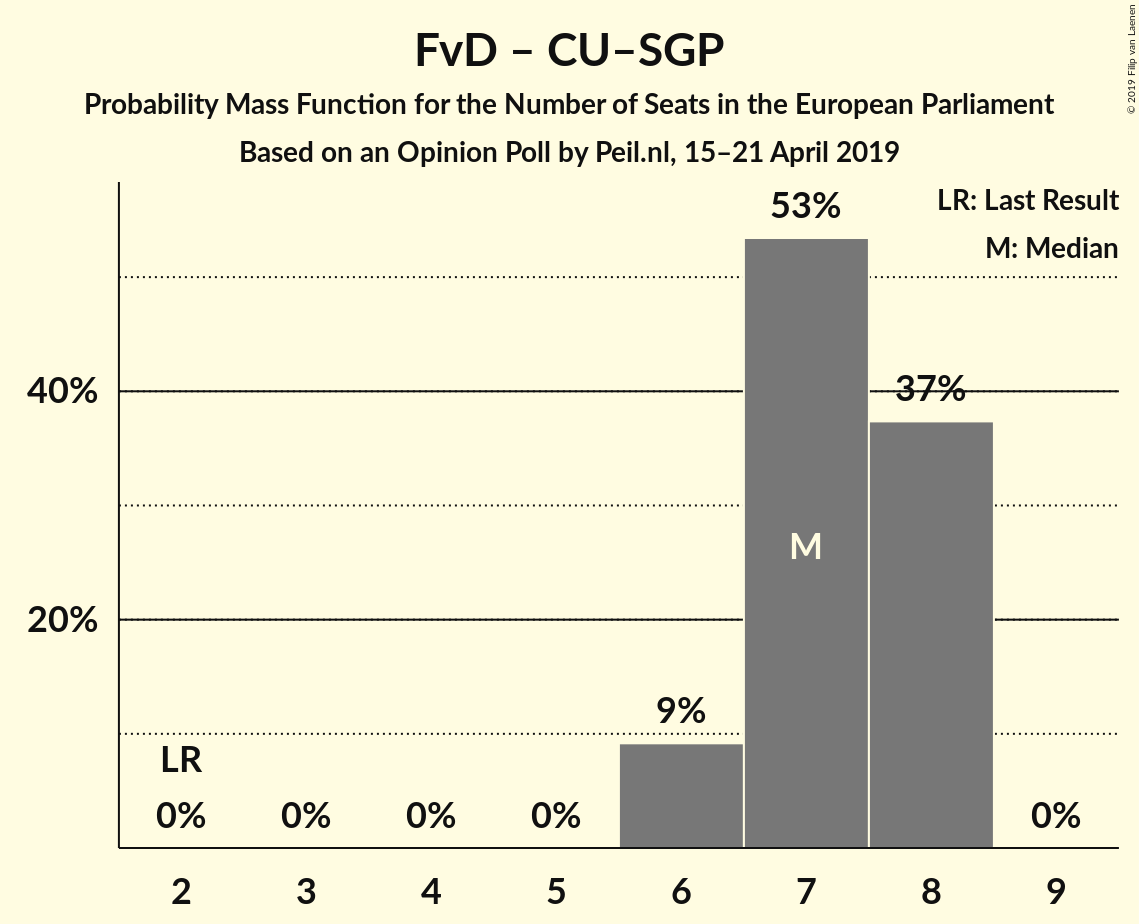 FvD – CU–SGP
Probability Mass Function for the Number of Seats in the European Parliament
Based on an Opinion Poll by Peil.nl, 15–21 April 2019
© 2019 Filip van Laenen
LR: Last Result
M: Median
53%
40%
37%
M
20%
9%
LR
0% 0% 0% 0% 0%
2 3 4 5 6 7 8 9